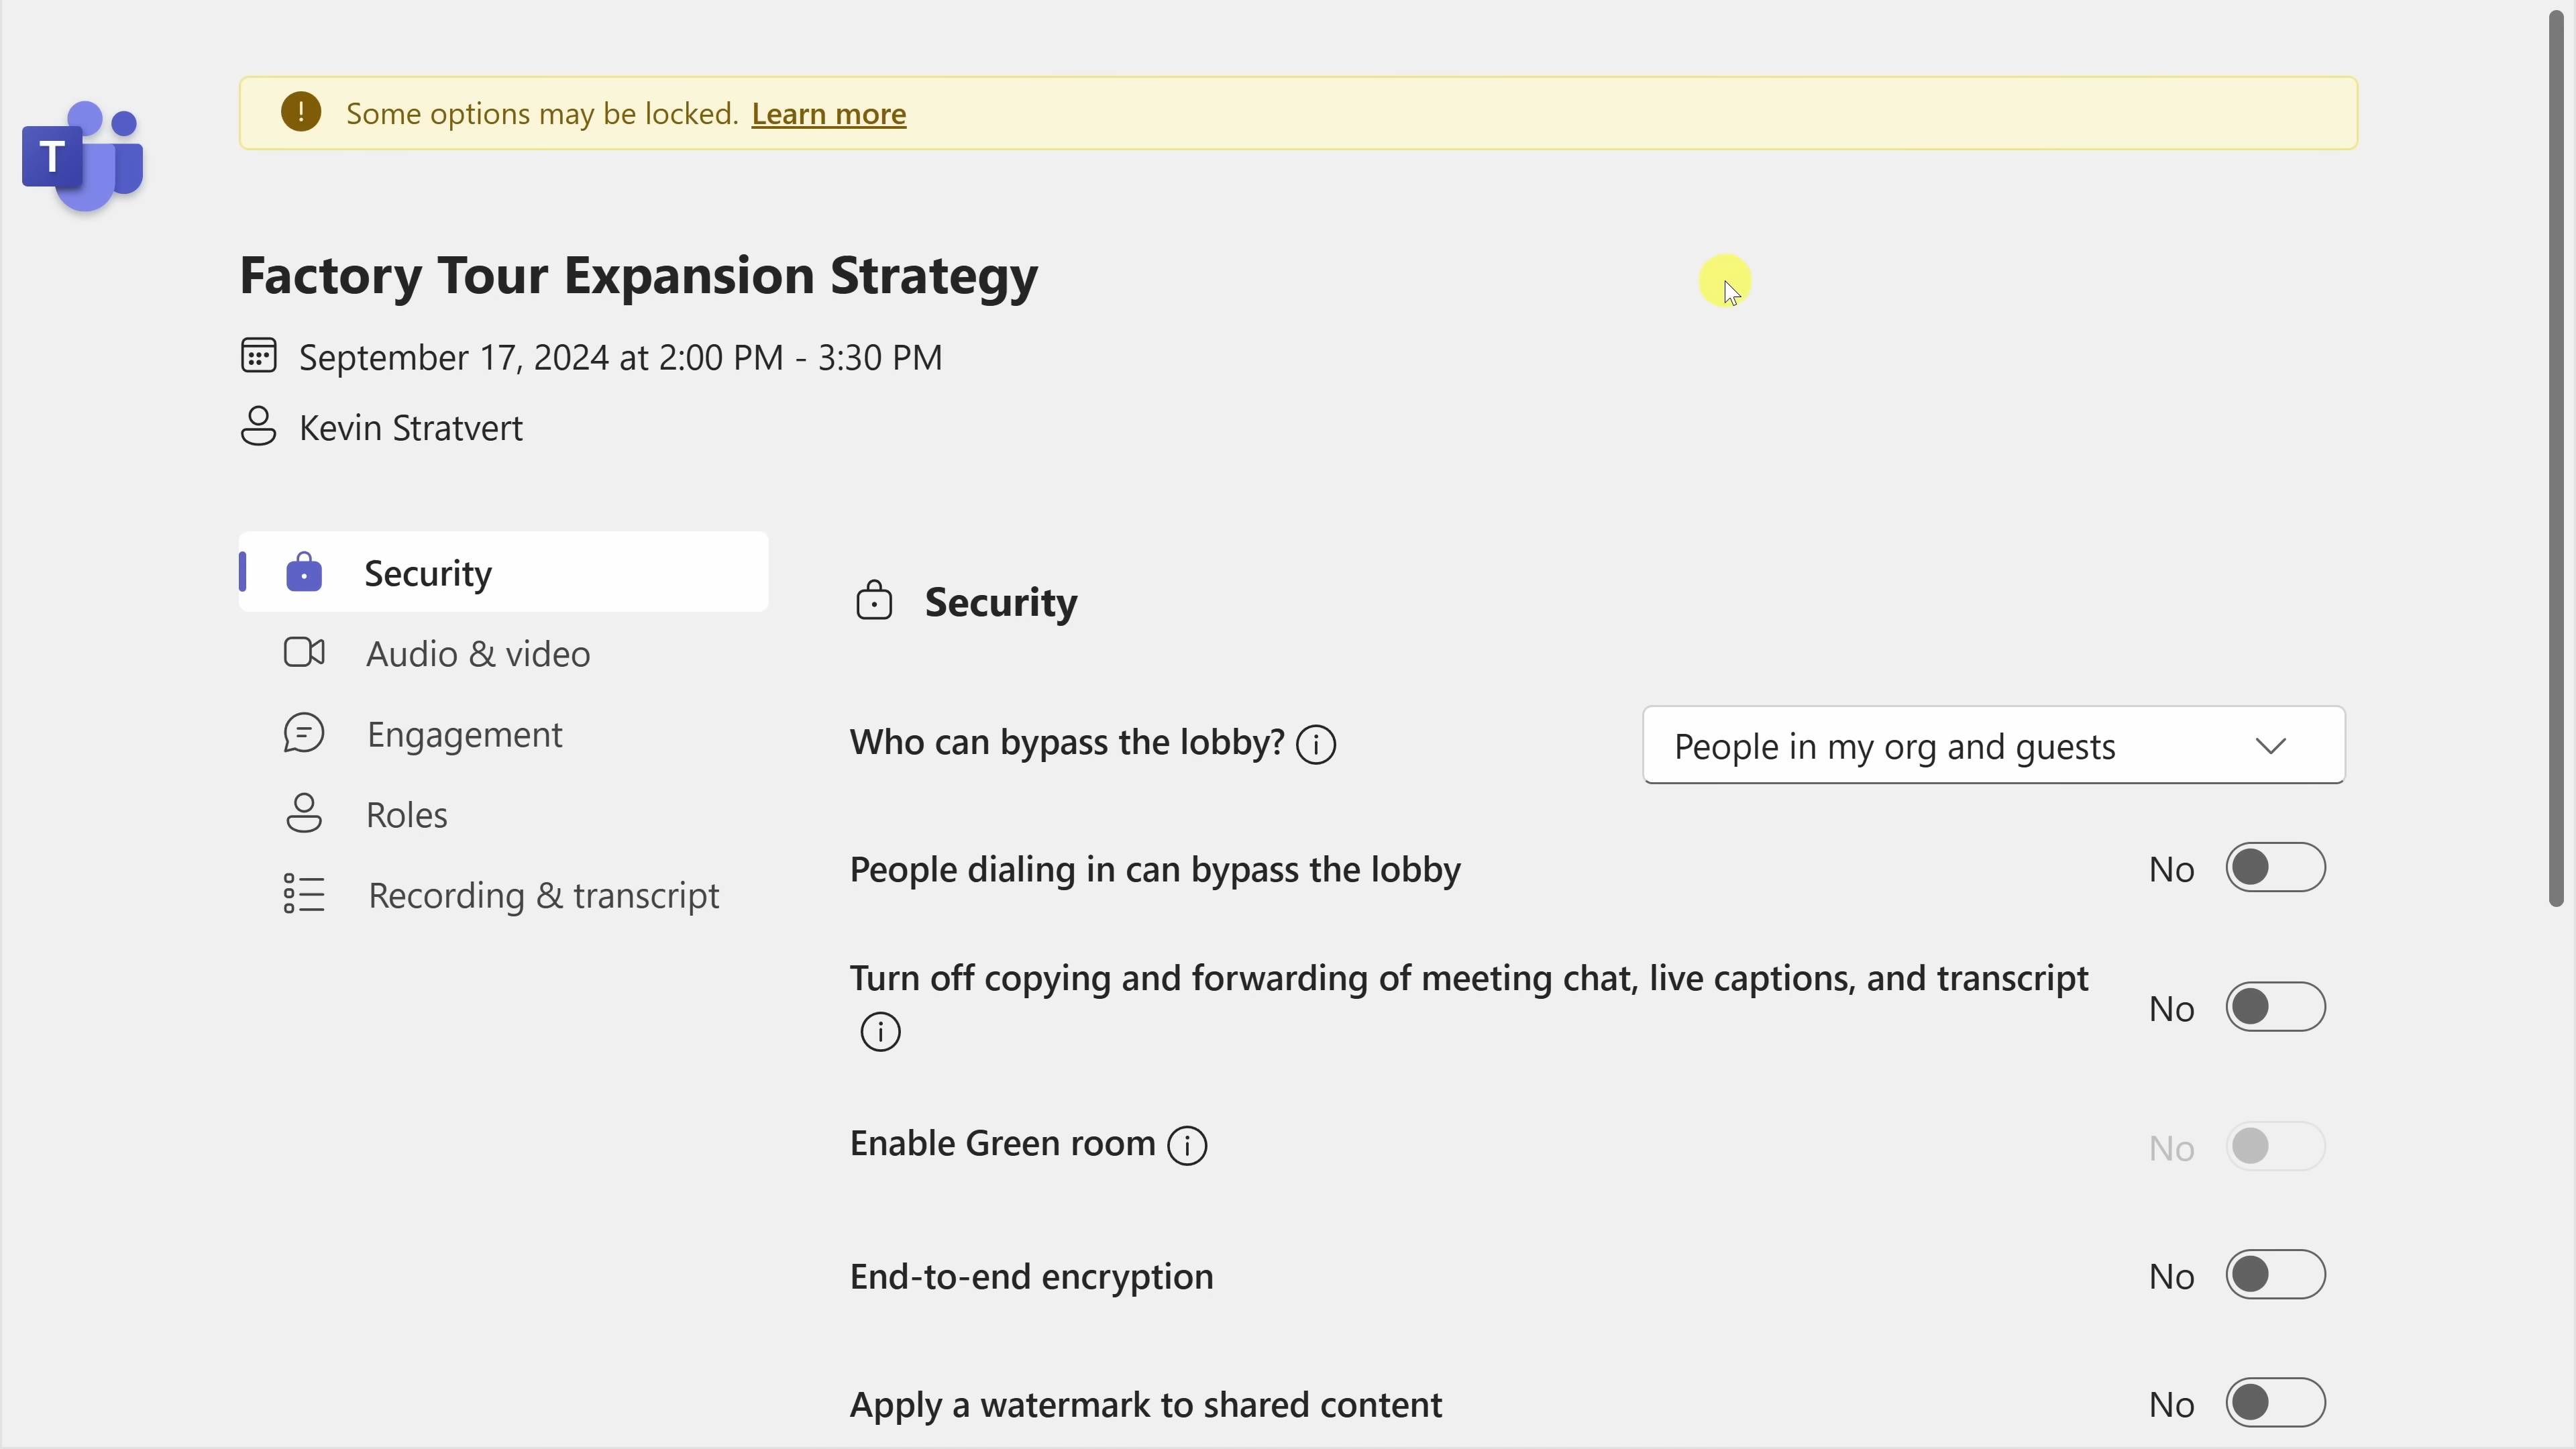 Some options may be locked. Learn more
T
Factory Tour Expansion Strategy
September 17, 2024 at 2:00 PM - 3:30 PM
Kevin Stratvert
Security
Audio & video
Engagement
Roles
Recording & transcript
Security
Who can bypass the lobby?
People in my org and guests
People dialing in can bypass the lobby
No
Turn off copying and forwarding of meeting chat, live captions, and transcript
No
Enable Green room
No
End-to-end encryption
No
Apply a watermark to shared content
No